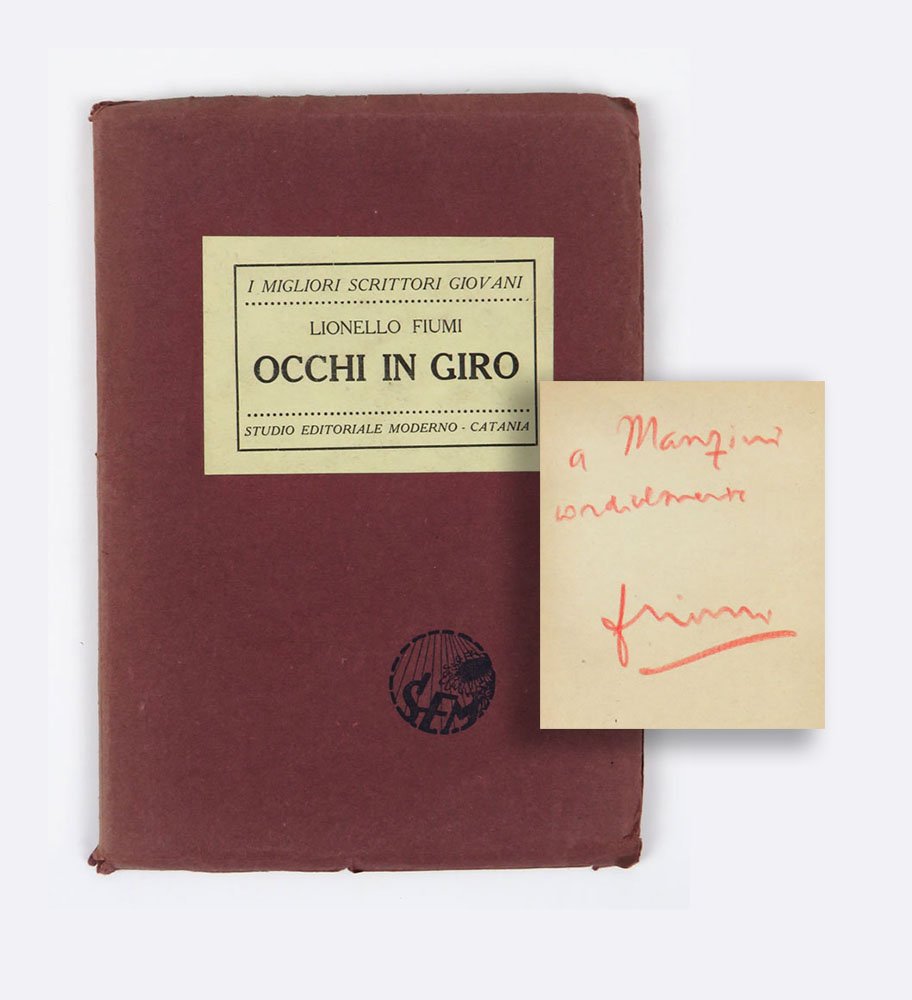 I MIGLIORI SCRITTORI GIOVANI
LIONELLO FIUMI
OCCHI IN GIRO
STUDIO EDITORIALE MODERNO - CATANIA
SEM
a Manzini
cordialmente
fiumi